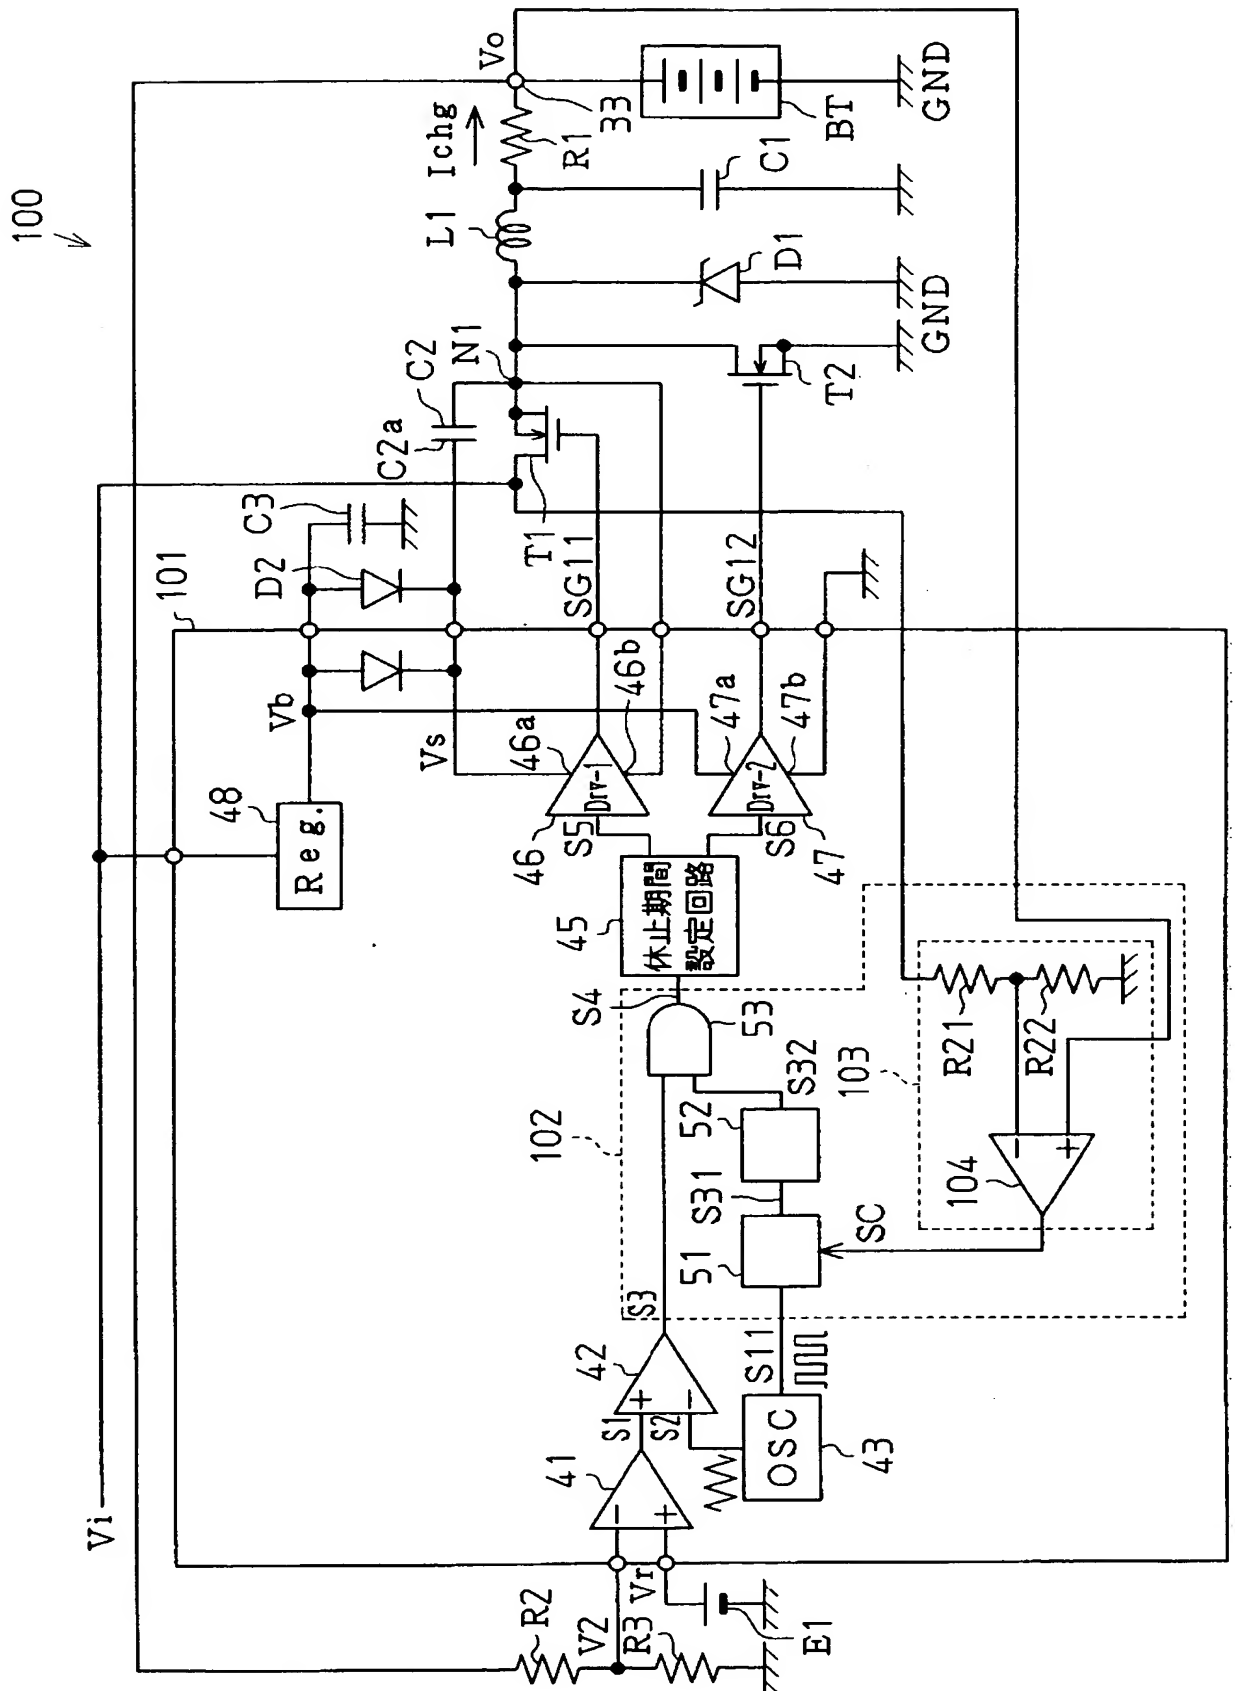 100
Vi
101
48
Reg.
Vb
D2
C3
Vs
C2a
C2
N1
L1
Ichg
R1
33
Vo
BT
GND
C1
D1
GND
T2
T1
SG11
SG12
46a
46b
46
Drv-1
S5
47a
47b
47
Drv-2
S6
45
休止期間
設定回路
S4
53
102
S3
52
S32
S31
51
SC
103
104
−
+
R21
R22
42
+
−
S1
S2
S11
OSC
43
41
−
+
Vr
V2
R2
R3
E1